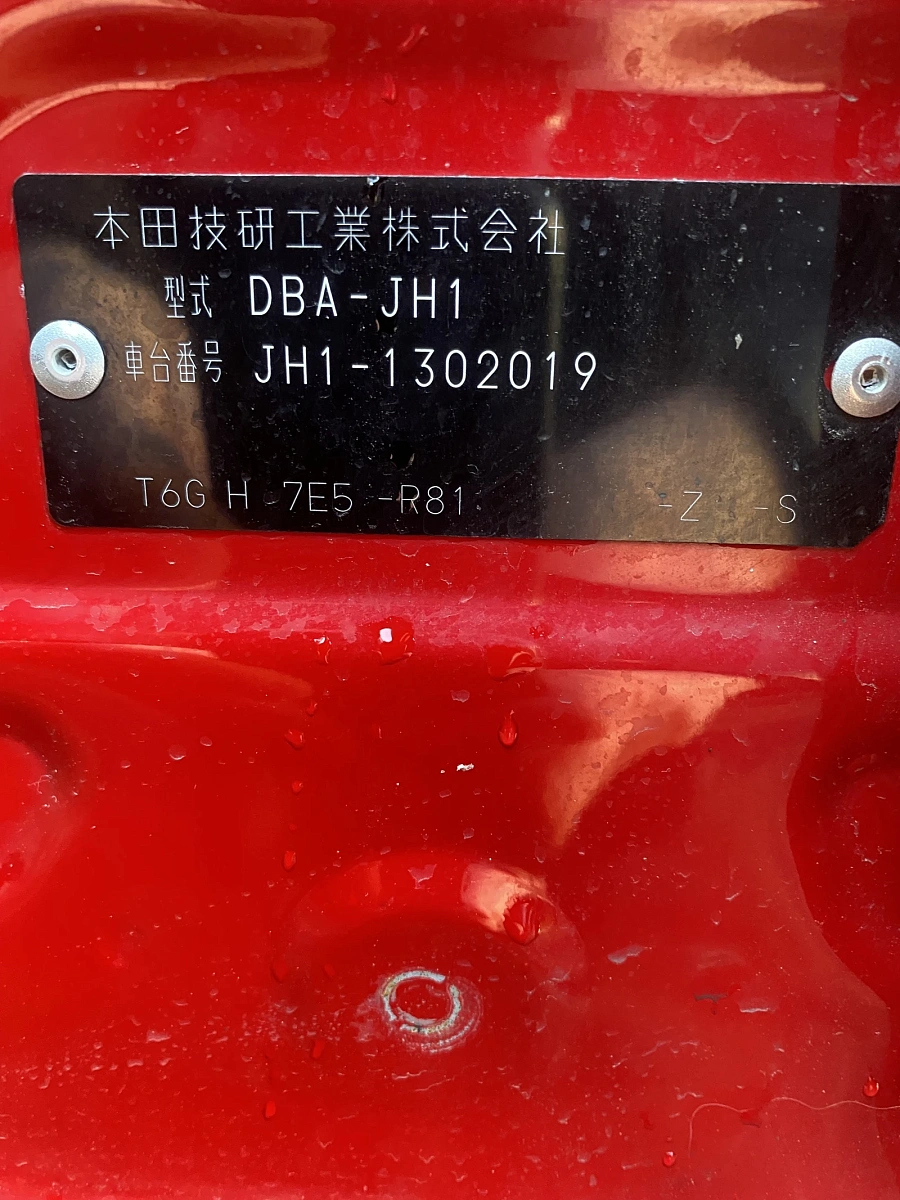 本田技研工業株式会社
型式 DBA-JH1
車台番号 JH1-1302019
T6G H 7E5 -R81 -Z -S